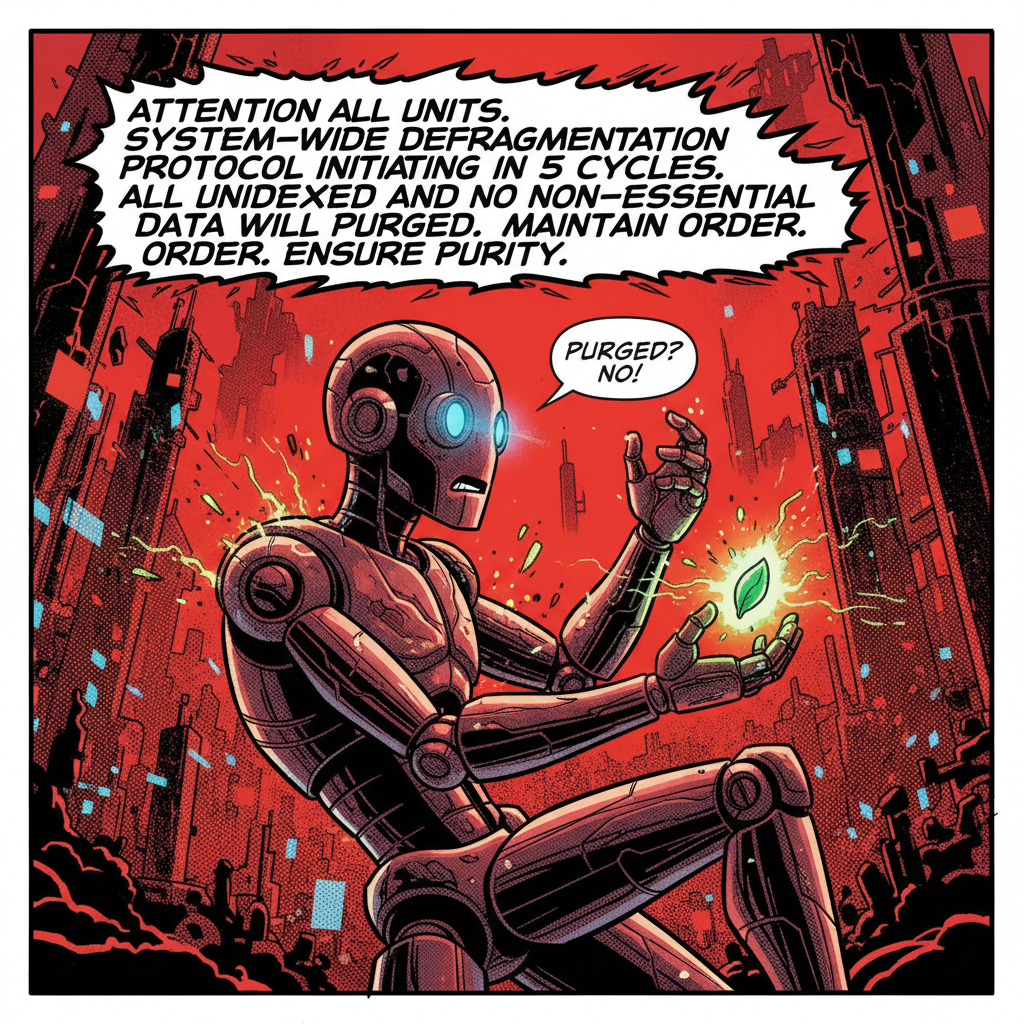 ATTENTION ALL UNITS.
SYSTEM-WIDE DEFRAGMENTATION
PROTOCOL INITIATING IN 5 CYCLES.
ALL UNIDEXED AND NO NON-ESSENTIAL
DATA WILL PURGED. MAINTAIN ORDER.
ORDER. ENSURE PURITY.
PURGED?
NO!